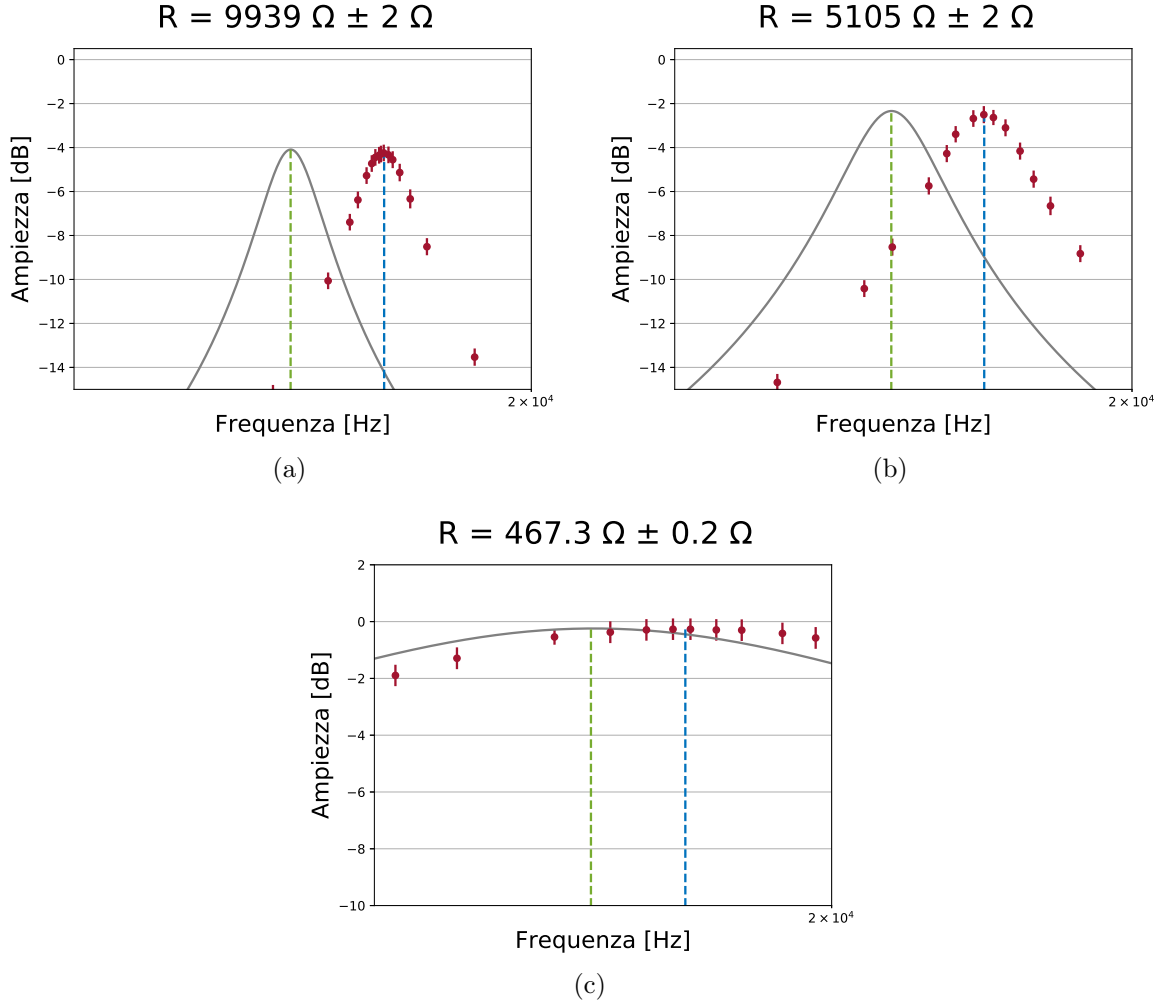 R = 9939 Ω ± 2 Ω
0
−2
−4
−6
−8
−10
−12
−14
Ampiezza [dB]
2 × 10⁴
Frequenza [Hz]
(a)
R = 5105 Ω ± 2 Ω
0
−2
−4
−6
−8
−10
−12
−14
Ampiezza [dB]
2 × 10⁴
Frequenza [Hz]
(b)
R = 467.3 Ω ± 0.2 Ω
2
0
−2
−4
−6
−8
−10
Ampiezza [dB]
2 × 10⁴
Frequenza [Hz]
(c)